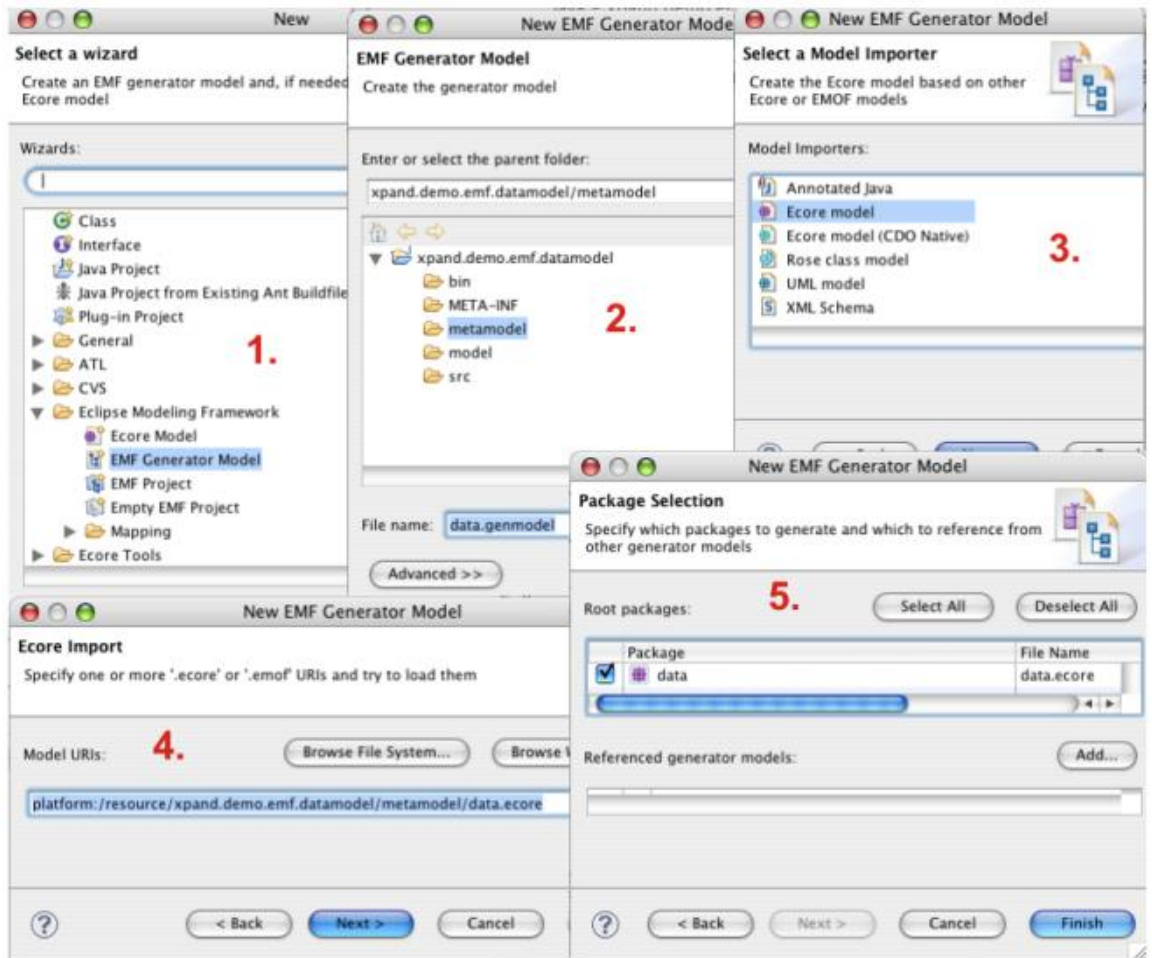 New
Select a wizard
Create an EMF generator model and, if needed
Ecore model
Wizards:
Class
Interface
Java Project
Java Project from Existing Ant Buildfile
Plug-in Project
General
1.
ATL
CVS
Eclipse Modeling Framework
Ecore Model
EMF Generator Model
EMF Project
Empty EMF Project
Mapping
Ecore Tools
New EMF Generator Mode
EMF Generator Model
Create the generator model
Enter or select the parent folder:
xpand.demo.emf.datamodel/metamodel
xpand.demo.emf.datamodel
bin
META-INF
metamodel
2.
model
src
File name: data.genmodel
Advanced >>
New EMF Generator Model
Select a Model Importer
Create the Ecore model based on other
Ecore or EMOF models
Model Importers:
Annotated Java
Ecore model
Ecore model (CDO Native)
3.
Rose class model
UML model
XML Schema
New EMF Generator Model
Ecore Import
Specify one or more '.ecore' or '.emof' URIs and try to load them
Model URIs:
4.
Browse File System...
Browse
platform:/resource/xpand.demo.emf.datamodel/metamodel/data.ecore
?
< Back
Next >
Cancel
New EMF Generator Model
Package Selection
Specify which packages to generate and which to reference from
other generator models
Root packages:
5.
Select All
Deselect All
Package
File Name
data
data.ecore
Referenced generator models:
Add...
?
< Back
Next >
Cancel
Finish